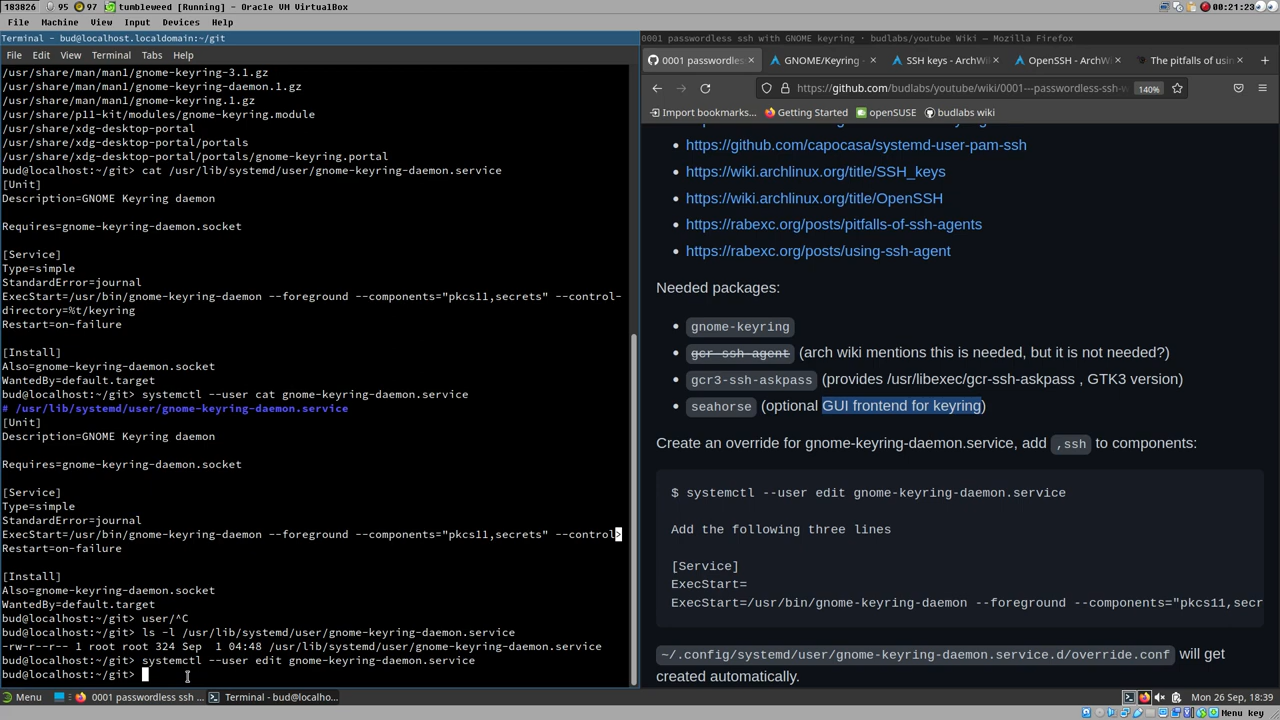 183826 95 97 tumbleweed [Running] - Oracle VM VirtualBox 00:21:23
File Machine View Input Devices Help
Terminal - bud@localhost.localdomain:~/git
File Edit View Terminal Tabs Help
/usr/share/man/man1/gnome-keyring-3.1.gz
/usr/share/man/man1/gnome-keyring-daemon.1.gz
/usr/share/man/man1/gnome-keyring.1.gz
/usr/share/p11-kit/modules/gnome-keyring.module
/usr/share/xdg-desktop-portal
/usr/share/xdg-desktop-portal/portals
/usr/share/xdg-desktop-portal/portals/gnome-keyring.portal
bud@localhost:~/git> cat /usr/lib/systemd/user/gnome-keyring-daemon.service
[Unit]
Description=GNOME Keyring daemon
Requires=gnome-keyring-daemon.socket
[Service]
Type=simple
StandardError=journal
ExecStart=/usr/bin/gnome-keyring-daemon --foreground --components="pkcs11,secrets" --control-
directory=%t/keyring
Restart=on-failure
[Install]
Also=gnome-keyring-daemon.socket
WantedBy=default.target
bud@localhost:~/git> systemctl --user cat gnome-keyring-daemon.service
# /usr/lib/systemd/user/gnome-keyring-daemon.service
[Unit]
Description=GNOME Keyring daemon
Requires=gnome-keyring-daemon.socket
[Service]
Type=simple
StandardError=journal
ExecStart=/usr/bin/gnome-keyring-daemon --foreground --components="pkcs11,secrets" --control>
Restart=on-failure
[Install]
Also=gnome-keyring-daemon.socket
WantedBy=default.target
bud@localhost:~/git> user/^C
bud@localhost:~/git> ls -l /usr/lib/systemd/user/gnome-keyring-daemon.service
-rw-r--r-- 1 root root 324 Sep  1 04:48 /usr/lib/systemd/user/gnome-keyring-daemon.service
bud@localhost:~/git> systemctl --user edit gnome-keyring-daemon.service
bud@localhost:~/git>
0001 passwordless ssh with GNOME keyring · budlabs/youtube Wiki — Mozilla Firefox
0001 passwordles GNOME/Keyring - SSH keys - ArchWi OpenSSH - ArchWi The pitfalls of usin
https://github.com/budlabs/youtube/wiki/0001---passwordless-ssh-w 140%
Import bookmarks... Getting Started openSUSE budlabs
https://github.com/capocasa/systemd-user-pam-ssh
https://wiki.archlinux.org/title/SSH_keys
https://wiki.archlinux.org/title/OpenSSH
https://rabexc.org/posts/pitfalls-of-ssh-agents
https://rabexc.org/posts/using-ssh-agent
Needed packages:
gnome-keyring
gcr-ssh-agent (arch wiki mentions this is needed, but it is not needed?)
gcr3-ssh-askpass (provides /usr/libexec/gcr-ssh-askpass , GTK3 version)
seahorse (optional GUI frontend for keyring)
Create an override for gnome-keyring-daemon.service, add ,ssh to components:
$ systemctl --user edit gnome-keyring-daemon.service
Add the following three lines
[Service]
ExecStart=
ExecStart=/usr/bin/gnome-keyring-daemon --foreground --components="pkcs11,secr
~/.config/systemd/user/gnome-keyring-daemon.service.d/override.conf will get
created automatically.
Menu 0001 passwordless ssh ... Terminal - bud@localho... Mon 26 Sep, 18:39
Menu key